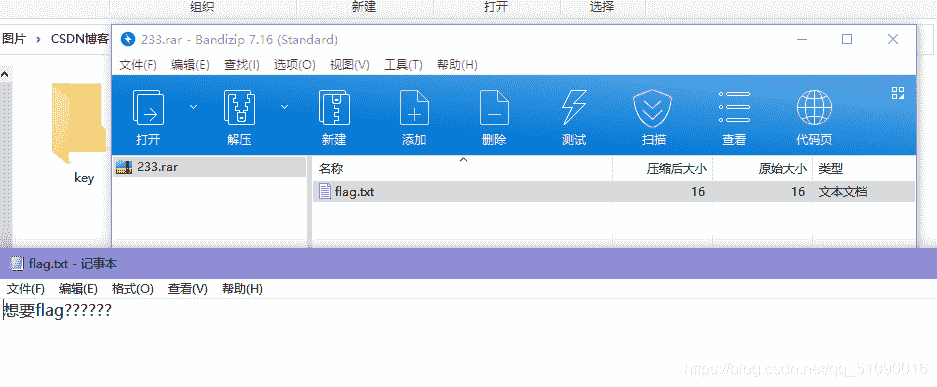 组织 新建 打开 选择
图片 › CSDN博客
233.rar - Bandizip 7.16 (Standard)
文件(F) 编辑(E) 查找(I) 选项(O) 视图(V) 工具(T) 帮助(H)
打开 解压 新建 添加 删除 测试 扫描 查看 代码页
key
233.rar
名称 压缩后大小 原始大小 类型
flag.txt 16 16 文本文档
flag.txt - 记事本
文件(F) 编辑(E) 格式(O) 查看(V) 帮助(H)
想要flag??????
https://blog.csdn.net/qq_51090016